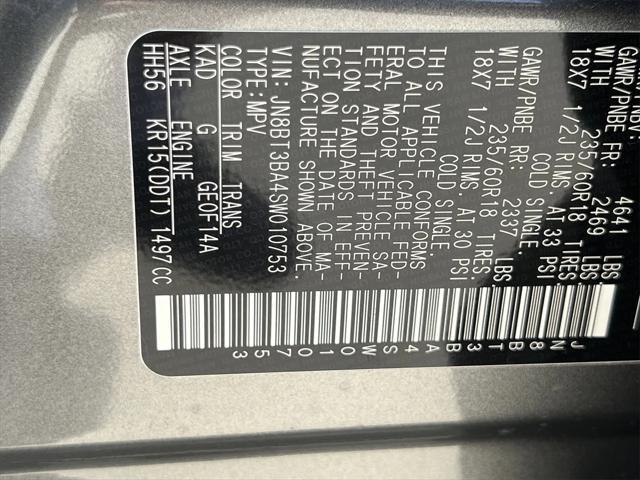 4641 LBS.
GAWR/PNBE FR: 2469 LBS.
WITH 235/60R18 TIRES,
18X7 1/2J RIMS. AT 33 PSI
COLD SINGLE.
GAWR/PNBE RR: 2337 LBS.
WITH 235/60R18 TIRES,
18X7 1/2J RIMS. AT 30 PSI
COLD SINGLE.
THIS VEHICLE CONFORMS
TO ALL APPLICABLE FED-
ERAL MOTOR VEHICLE SA-
FETY AND THEFT PREVEN-
TION STANDARDS IN EFF-
ECT ON THE DATE OF MA-
NUFACTURE SHOWN ABOVE.
VIN: JN8BT3BA4SW010753
TYPE:MPV
COLOR TRIM TRANS
KAD G GE0F14A
AXLE ENGINE
HH56 KR15(DDT) 1497CC
JN8BT3BA4SW010753